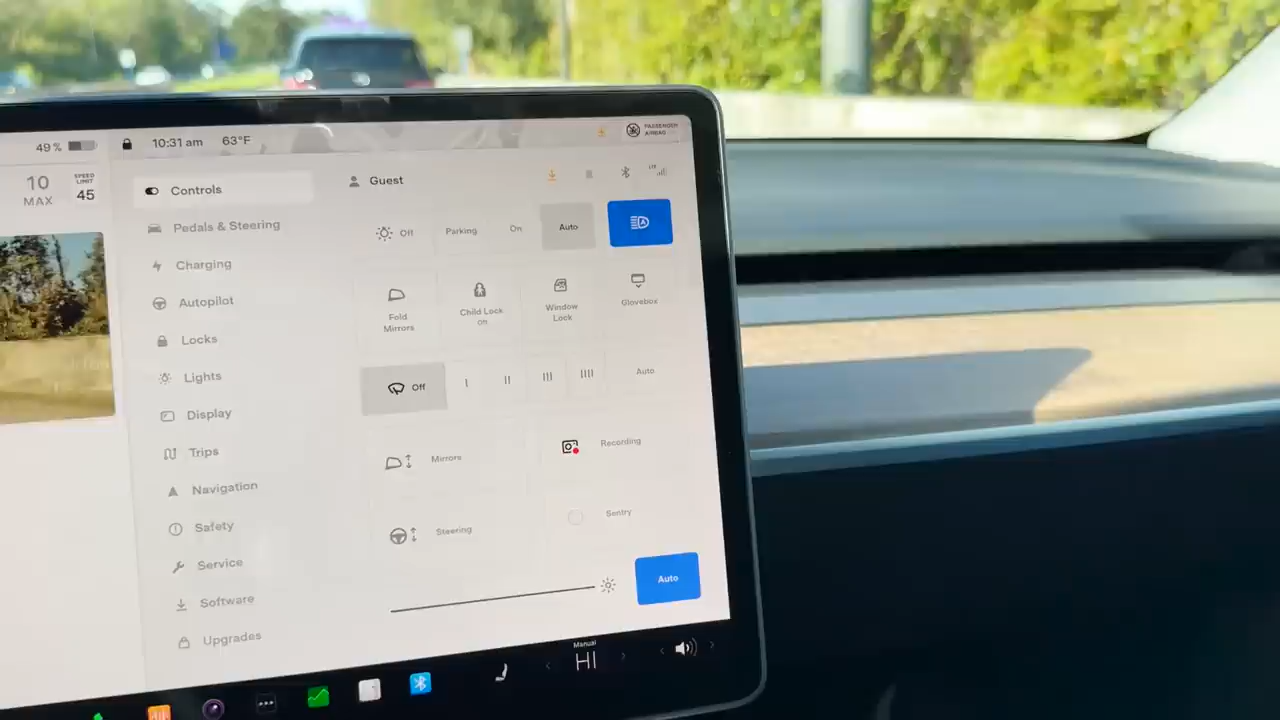 49 %
10:31 am
63°F
PASSENGER
AIRBAG
10
MAX
SPEED
LIMIT
45
Controls
Pedals & Steering
Charging
Autopilot
Locks
Lights
Display
Trips
Navigation
Safety
Service
Software
Upgrades
Guest
LTE
Off
Parking
On
Auto
Fold
Mirrors
Child Lock
Off
Window
Lock
Glovebox
Off
I
II
III
IIII
Auto
Mirrors
Recording
Steering
Sentry
Auto
Manual
HI